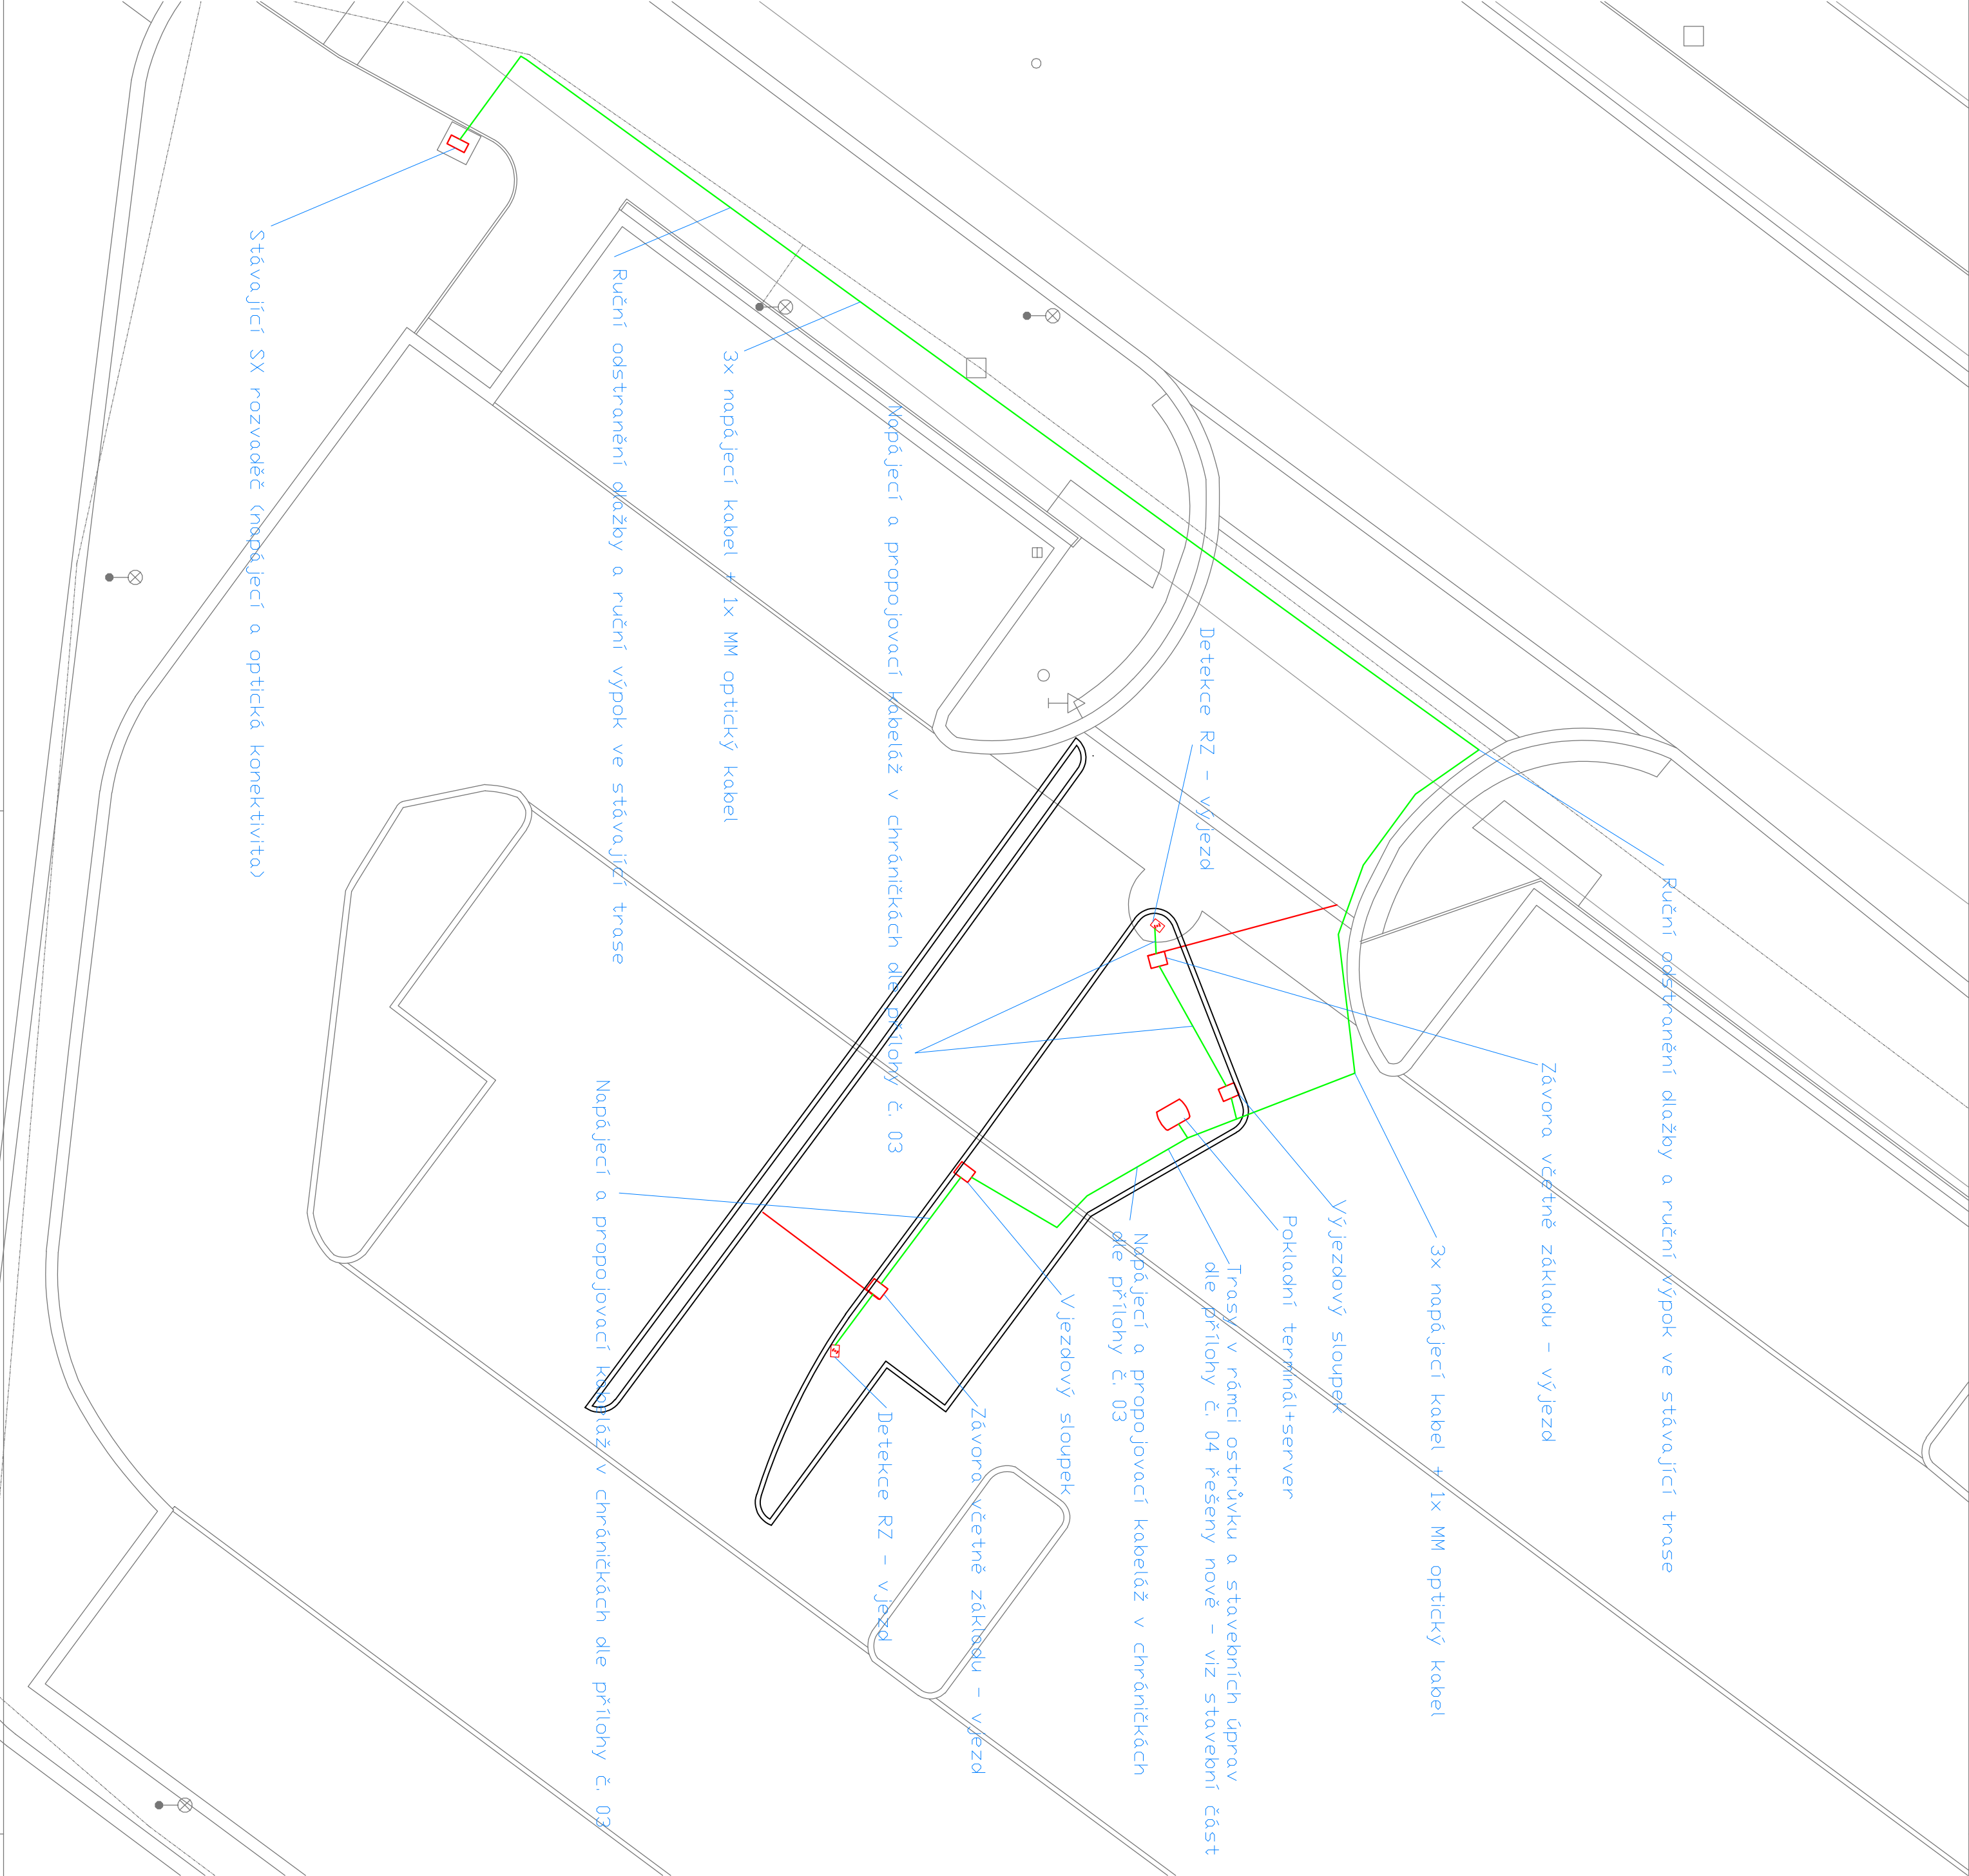 Ruční odstranění dlažby a ruční výpok ve stávající trase
Závora včetně základu - výjezd
3x napájecí kabel + 1x MM optický kabel
Výjezdový sloupek
Pokladní terminál+server
Detekce RZ - výjezd
Trasy v rámci ostrůvku a stavebních úprav
dle přílohy č. 04 řešeny nově - viz stavební část
Napájecí a propojovací kabeláž v chráničkách
dle přílohy č. 03
Vjezdový sloupek
Závora včetně základu - vjezd
Napájecí a propojovací kabeláž v chráničkách dle přílohy č. 03
Detekce RZ - vjezd
3x napájecí kabel + 1x MM optický kabel
Ruční odstranění dlažby a ruční výpok ve stávající trase
Napájecí a propojovací kabeláž v chráničkách dle přílohy č. 03
Stávající SX rozvaděč (napájecí a optická konektivita)